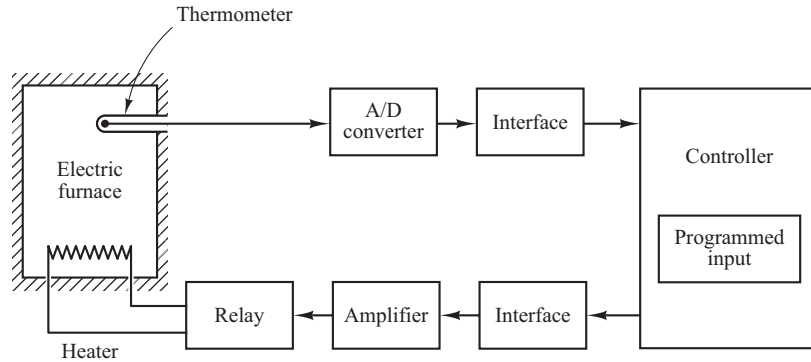 Thermometer
A/D
converter
Interface
Controller
Electric
furnace
Programmed
input
Relay
Amplifier
Interface
Heater